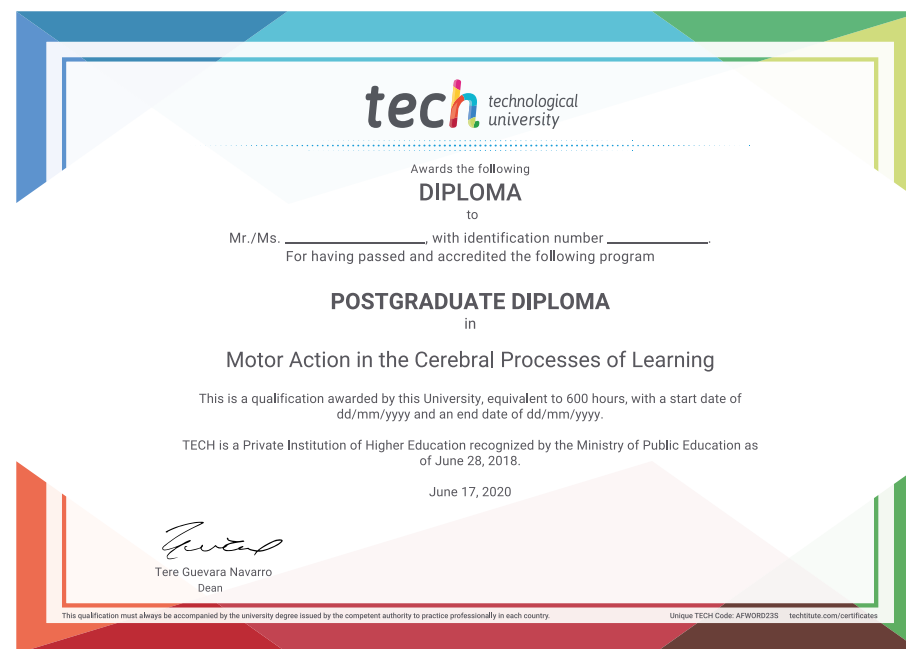 tech technological
university
Awards the following
DIPLOMA
to
Mr./Ms. ____________________, with identification number ______________.
For having passed and accredited the following program
POSTGRADUATE DIPLOMA
in
Motor Action in the Cerebral Processes of Learning
This is a qualification awarded by this University, equivalent to 600 hours, with a start date of
dd/mm/yyyy and an end date of dd/mm/yyyy.
TECH is a Private Institution of Higher Education recognized by the Ministry of Public Education as
of June 28, 2018.
June 17, 2020
Tere Guevara Navarro
Dean
This qualification must always be accompanied by the university degree issued by the competent authority to practice professionally in each country. Unique TECH Code: AFWORD23S techtitute.com/certificates